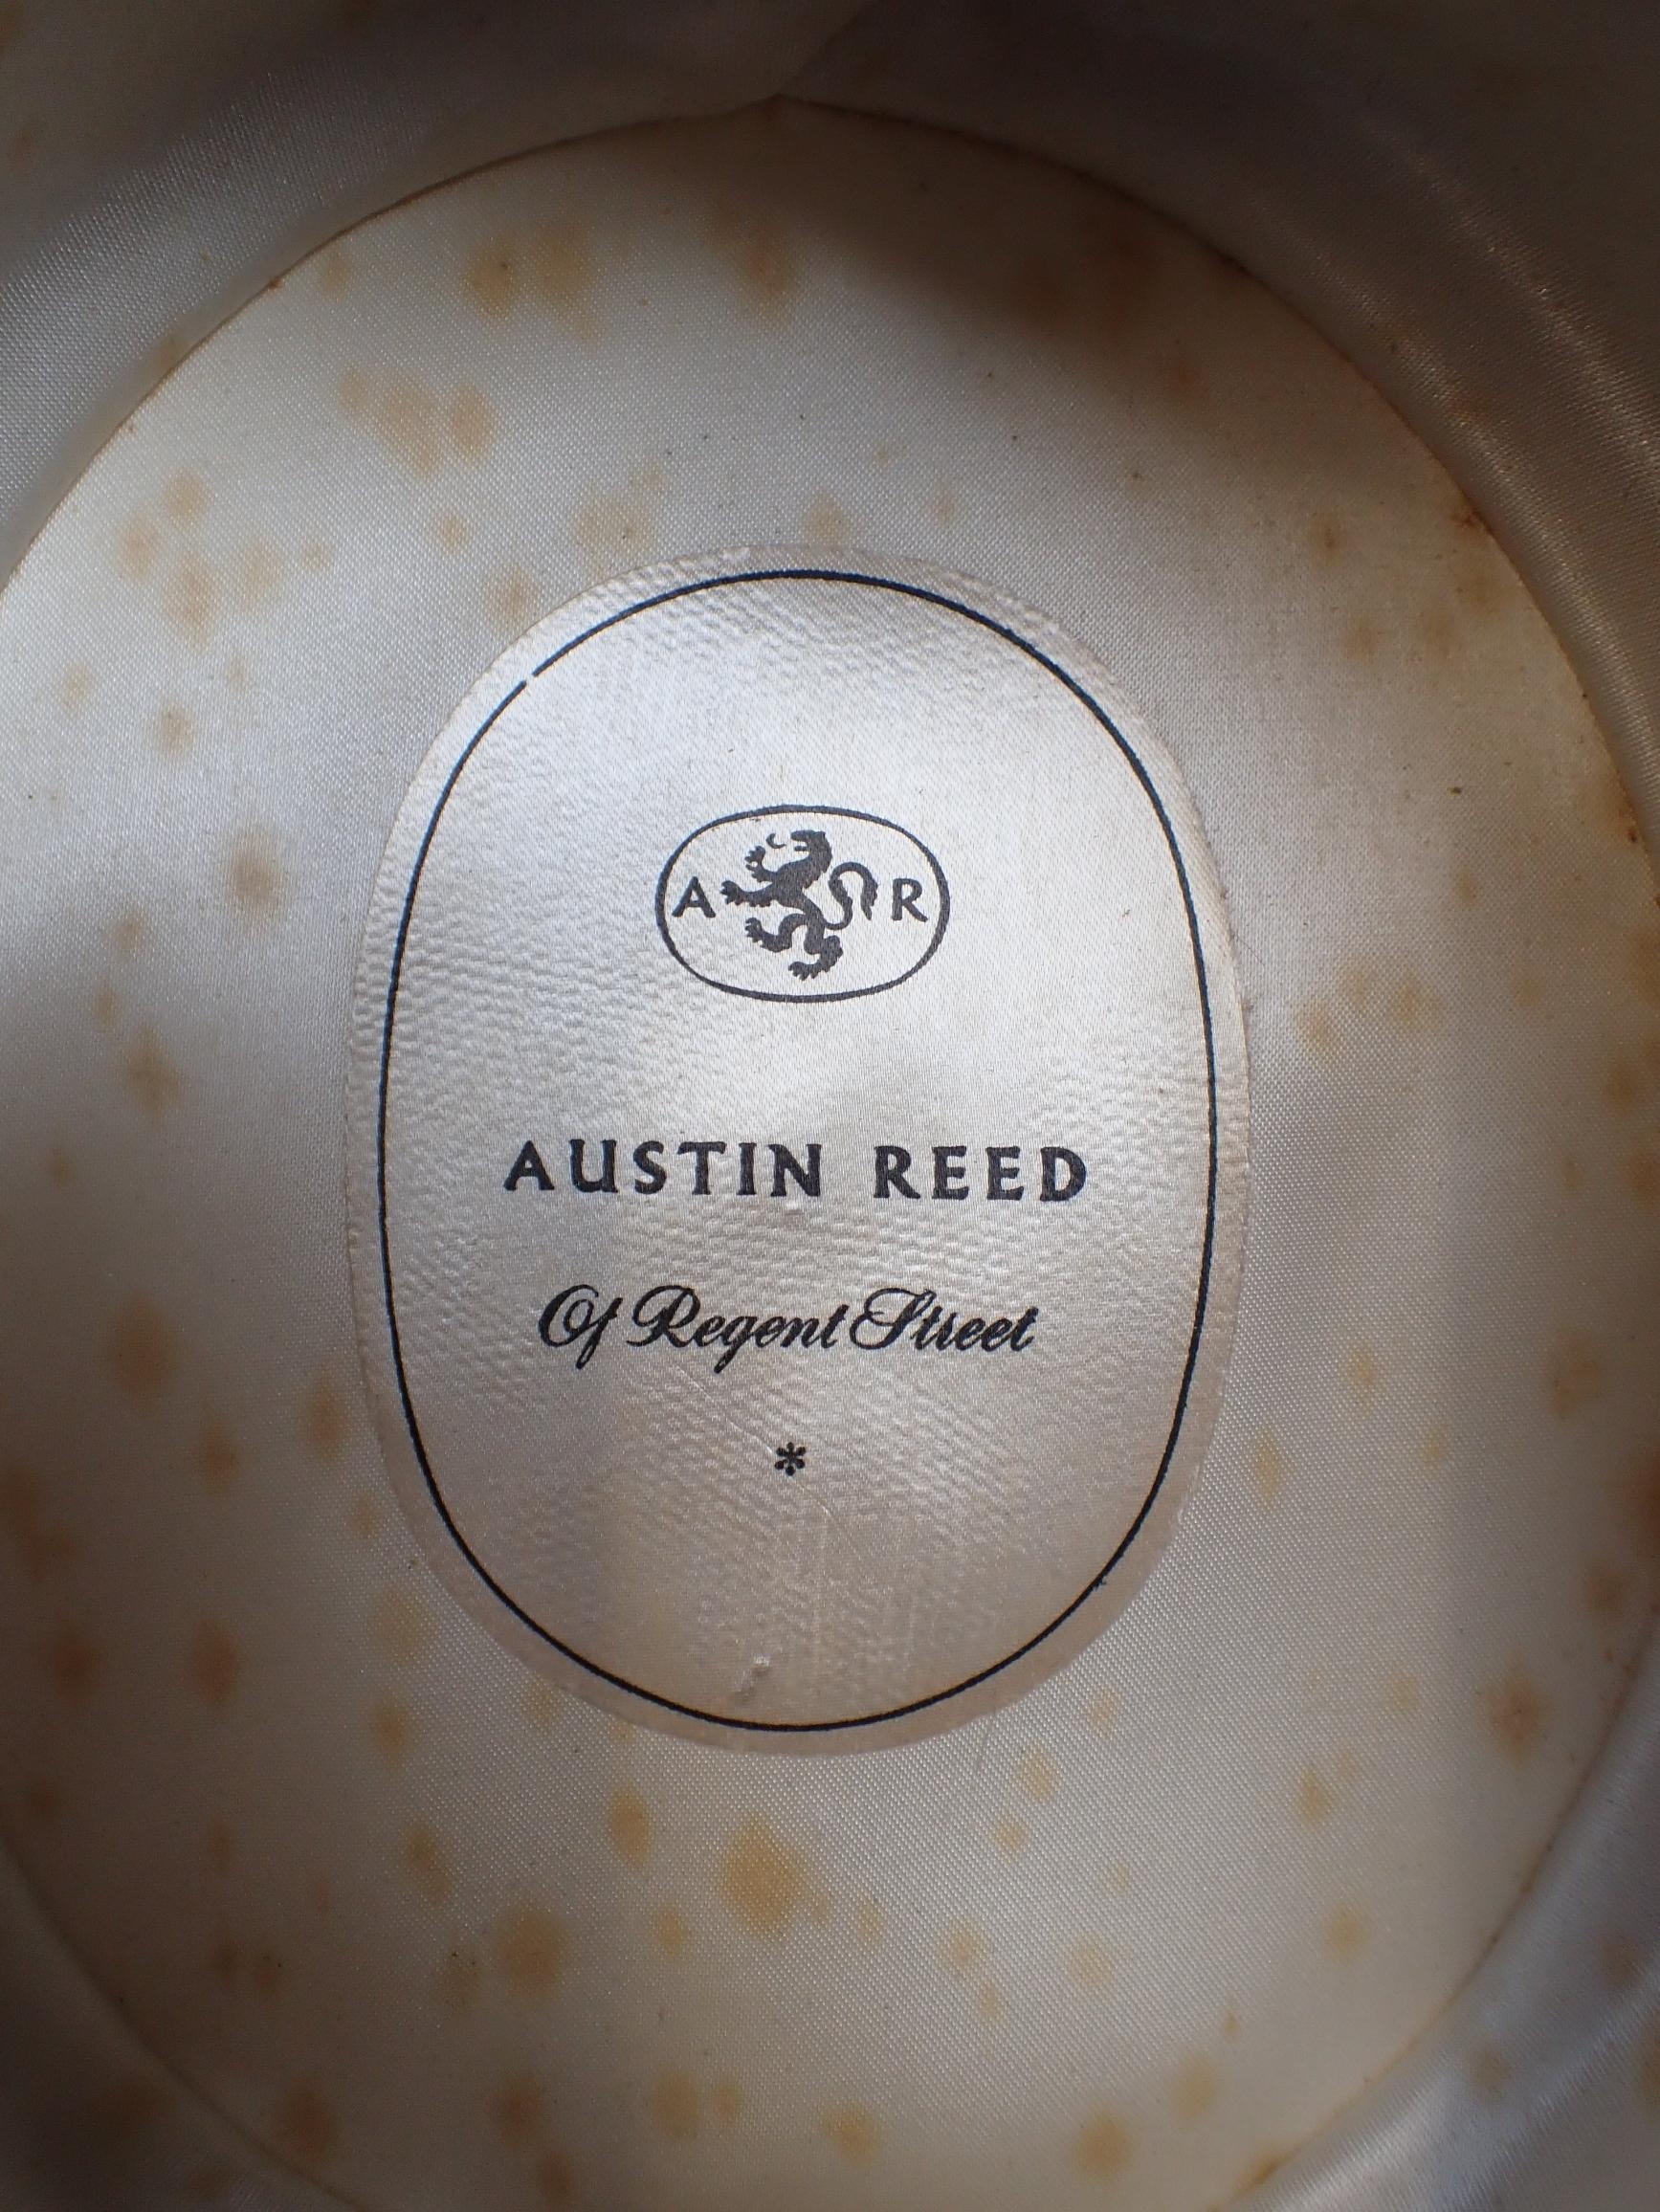 A R
AUSTIN REED
Of Regent Street
*